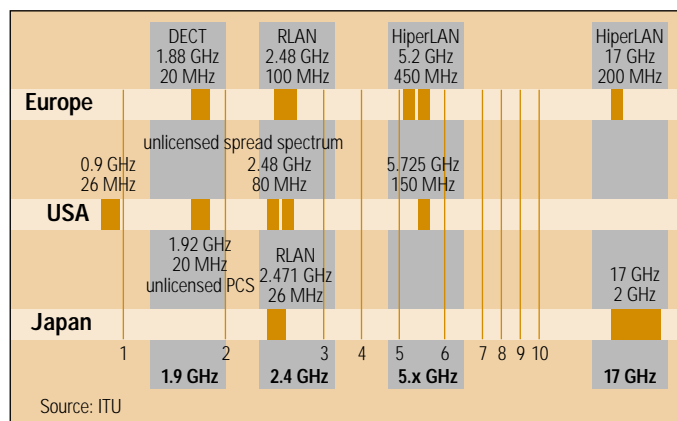 DECT RLAN HiperLAN HiperLAN
1.88 GHz 2.48 GHz 5.2 GHz 17 GHz
20 MHz 100 MHz 450 MHz 200 MHz
Europe
unlicensed spread spectrum
0.9 GHz 2.48 GHz 5.725 GHz
26 MHz 80 MHz 150 MHz
USA
1.92 GHz
20 MHz
unlicensed PCS
RLAN
2.471 GHz
26 MHz
17 GHz
2 GHz
Japan
1 2 3 4 5 6 7 8 9 10
1.9 GHz 2.4 GHz 5.x GHz 17 GHz
Source: ITU